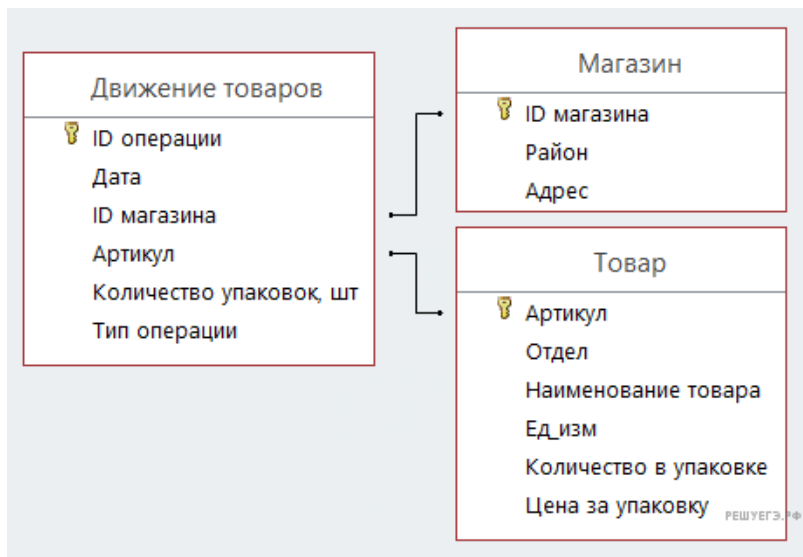 Движение товаров
ID операции
Дата
ID магазина
Артикул
Количество упаковок, шт
Тип операции
Магазин
ID магазина
Район
Адрес
Товар
Артикул
Отдел
Наименование товара
Ед_изм
Количество в упаковке
Цена за упаковку
РЕШУЕГЭ.РФ